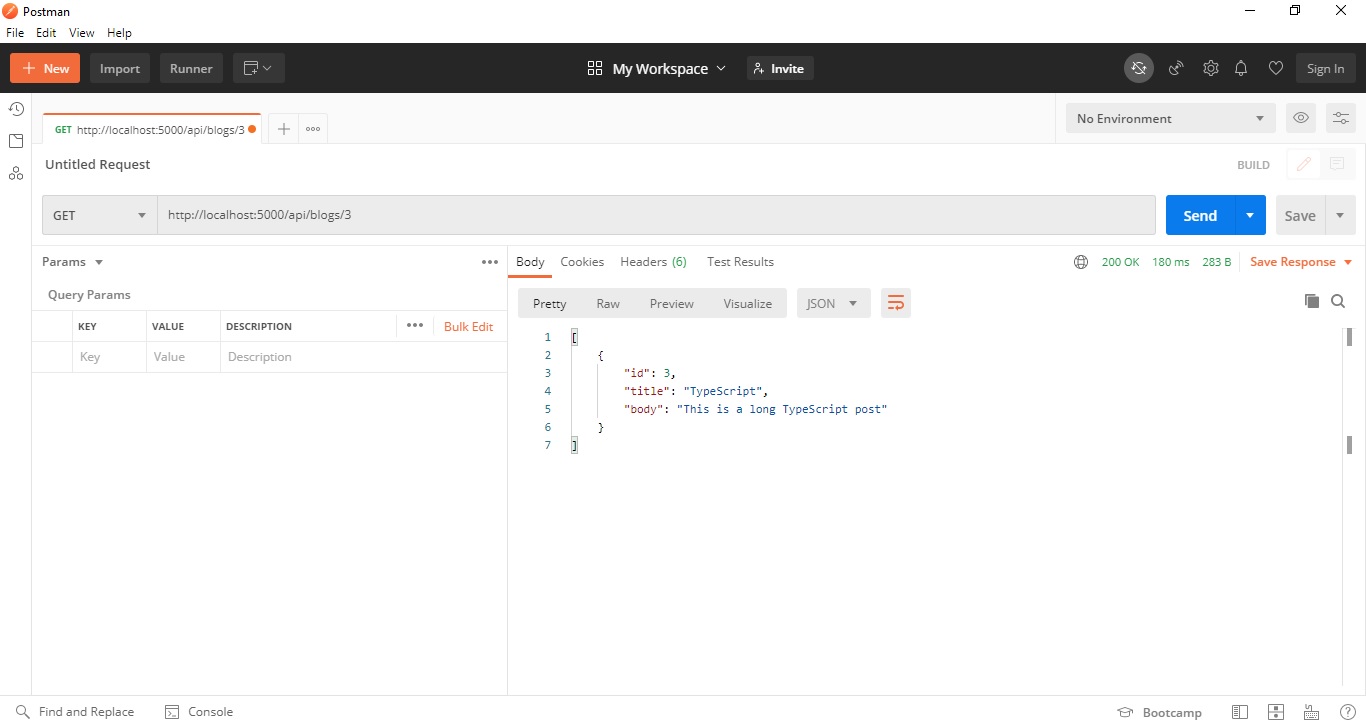 Postman
File Edit View Help
New Import Runner My Workspace Invite Sign In
GET http://localhost:5000/api/blogs/3
No Environment
Untitled Request BUILD
GET http://localhost:5000/api/blogs/3 Send Save
Params
Body Cookies Headers (6) Test Results 200 OK 180 ms 283 B Save Response
Query Params
Pretty Raw Preview Visualize JSON
KEY VALUE DESCRIPTION Bulk Edit
Key Value Description
1 [
2 {
3 "id": 3,
4 "title": "TypeScript",
5 "body": "This is a long TypeScript post"
6 }
7 ]
Find and Replace Console Bootcamp